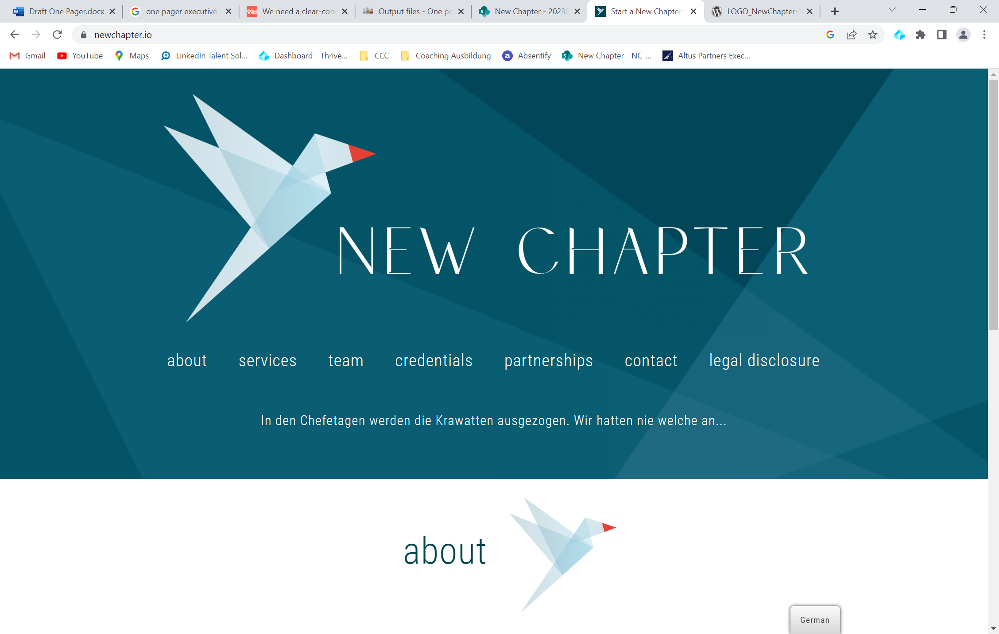 Draft One Pager.docx
one pager executive
We need a clear-con
Output files - One pa
New Chapter - 2023
Start a New Chapter
LOGO_NewChapter-
newchapter.io
Gmail
YouTube
Maps
LinkedIn Talent Sol...
Dashboard - Thrive...
CCC
Coaching Ausbildung
a
Absentify
New Chapter - NC-...
Altus Partners Exec...
NEW CHAPTER
about
services
team
credentials
partnerships
contact
legal disclosure
In den Chefetagen werden die Krawatten ausgezogen. Wir hatten nie welche an...
about
German